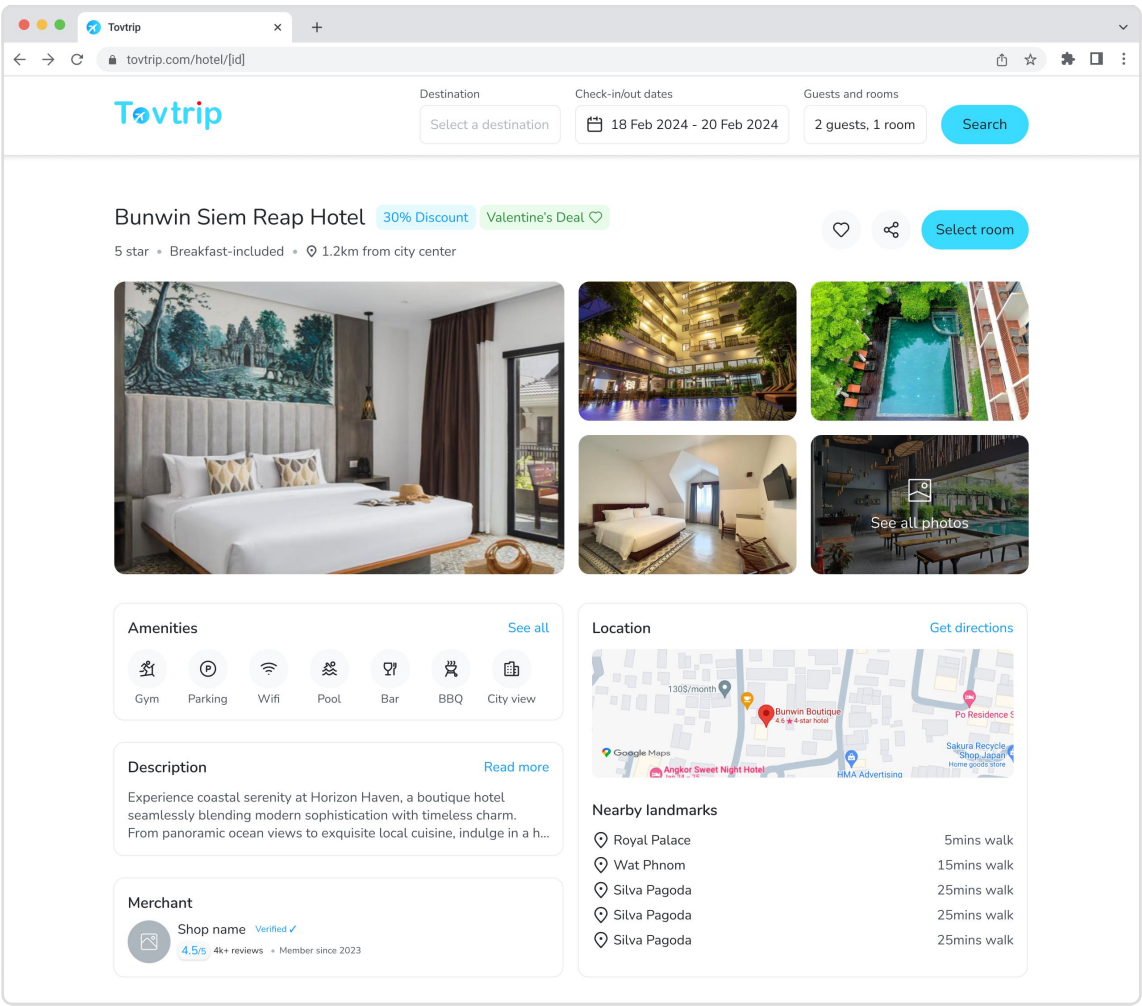 Tovtrip
tovtrip.com/hotel/[id]
Tovtrip
Destination
Select a destination
Check-in/out dates
18 Feb 2024 - 20 Feb 2024
Guests and rooms
2 guests, 1 room
Search
Bunwin Siem Reap Hotel
30% Discount
Valentine's Deal
5 star • Breakfast-included • 1.2km from city center
Select room
See all photos
Amenities
See all
Gym
Parking
Wifi
Pool
Bar
BBQ
City view
Description
Read more
Experience coastal serenity at Horizon Haven, a boutique hotel
seamlessly blending modern sophistication with timeless charm.
From panoramic ocean views to exquisite local cuisine, indulge in a h...
Merchant
Shop name Verified ✓
4.5/5 4k+ reviews • Member since 2023
Location
Get directions
130$/month
Bunwin Boutique
4.6 ★ 4-star hotel
Po Residence S
Sakura Recycle
Shop Japan
Home goods store
Google Maps
Angkor Sweet Night Hotel
HMA Advertising
Nearby landmarks
Royal Palace 5mins walk
Wat Phnom 15mins walk
Silva Pagoda 25mins walk
Silva Pagoda 25mins walk
Silva Pagoda 25mins walk